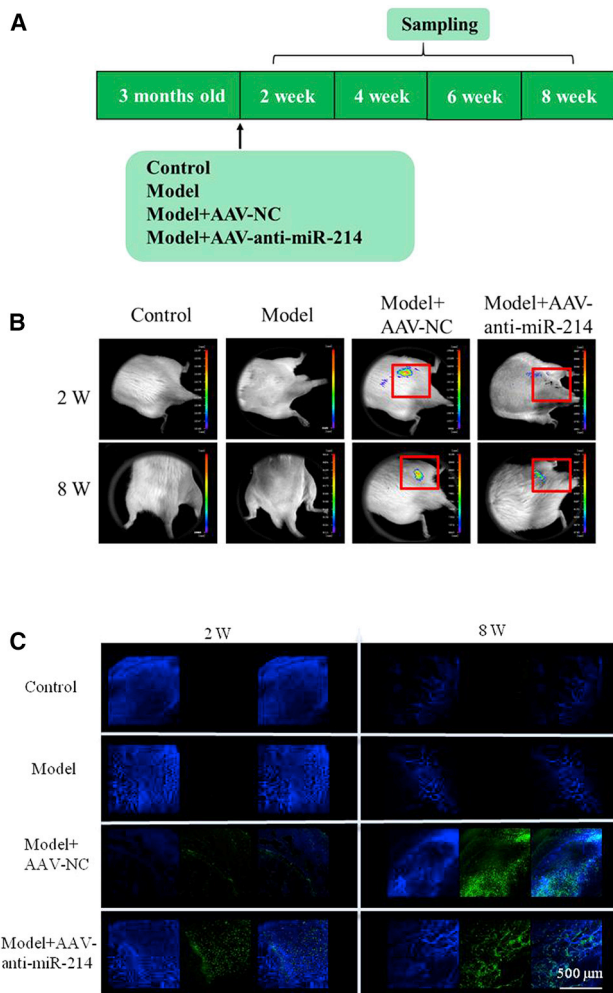 A
Sampling
3 months old 2 week 4 week 6 week 8 week
Control
Model
Model+AAV-NC
Model+AAV-anti-miR-214
B
Control Model Model+ AAV-NC Model+AAV- anti-miR-214
2 W
8 W
C
2 W 8 W
Control
Model
Model+
AAV-NC
Model+AAV-
anti-miR-214
500 μm